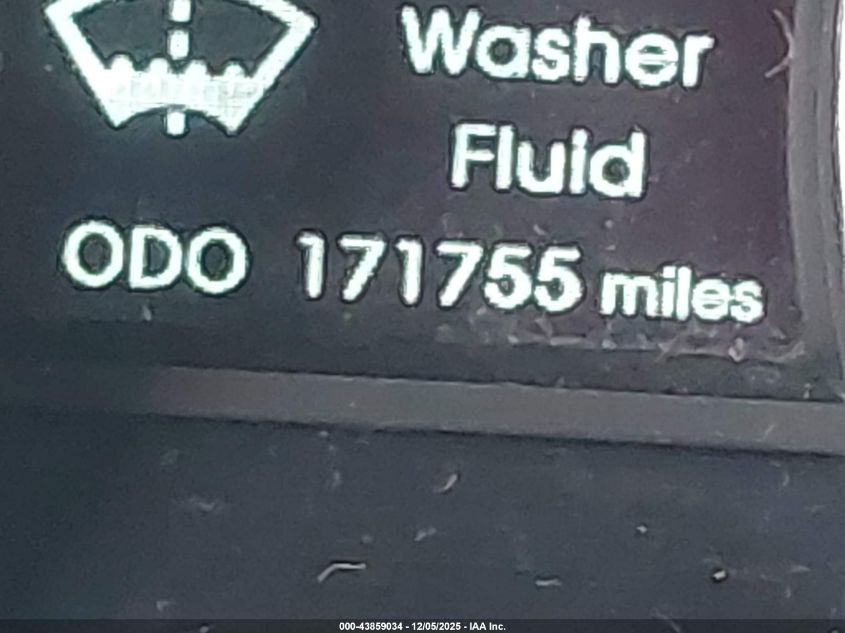 Washer
Fluid
ODO 171755 miles
000-43859034 - 12/05/2025 - IAA Inc.